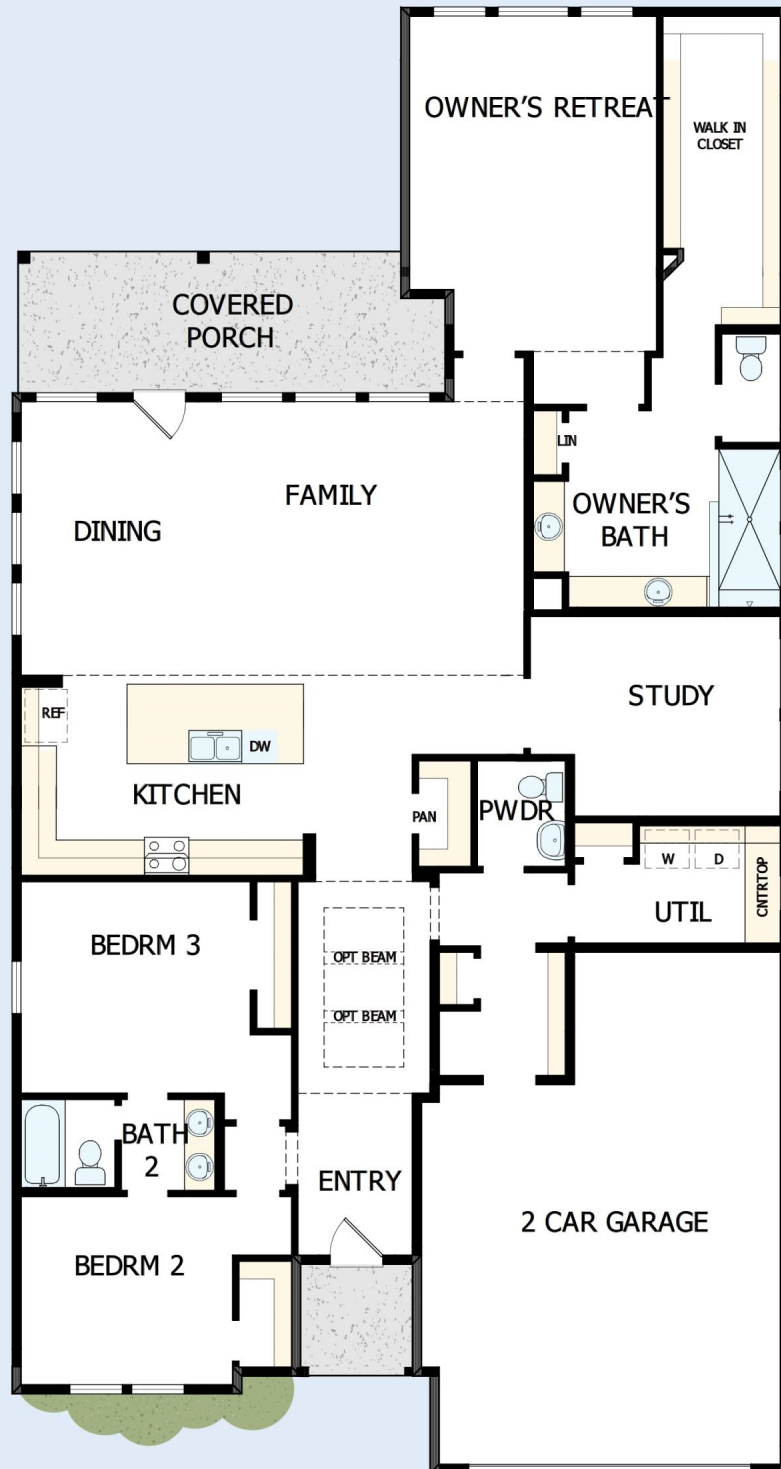 OWNER'S RETREAT
WALK IN
CLOSET
COVERED
PORCH
LIN
FAMILY
DINING
OWNER'S
BATH
STUDY
REF
DW
KITCHEN
PAN
PWDR
W
D
CNTRTOP
UTIL
BEDRM 3
OPT BEAM
OPT BEAM
BATH
2
ENTRY
2 CAR GARAGE
BEDRM 2